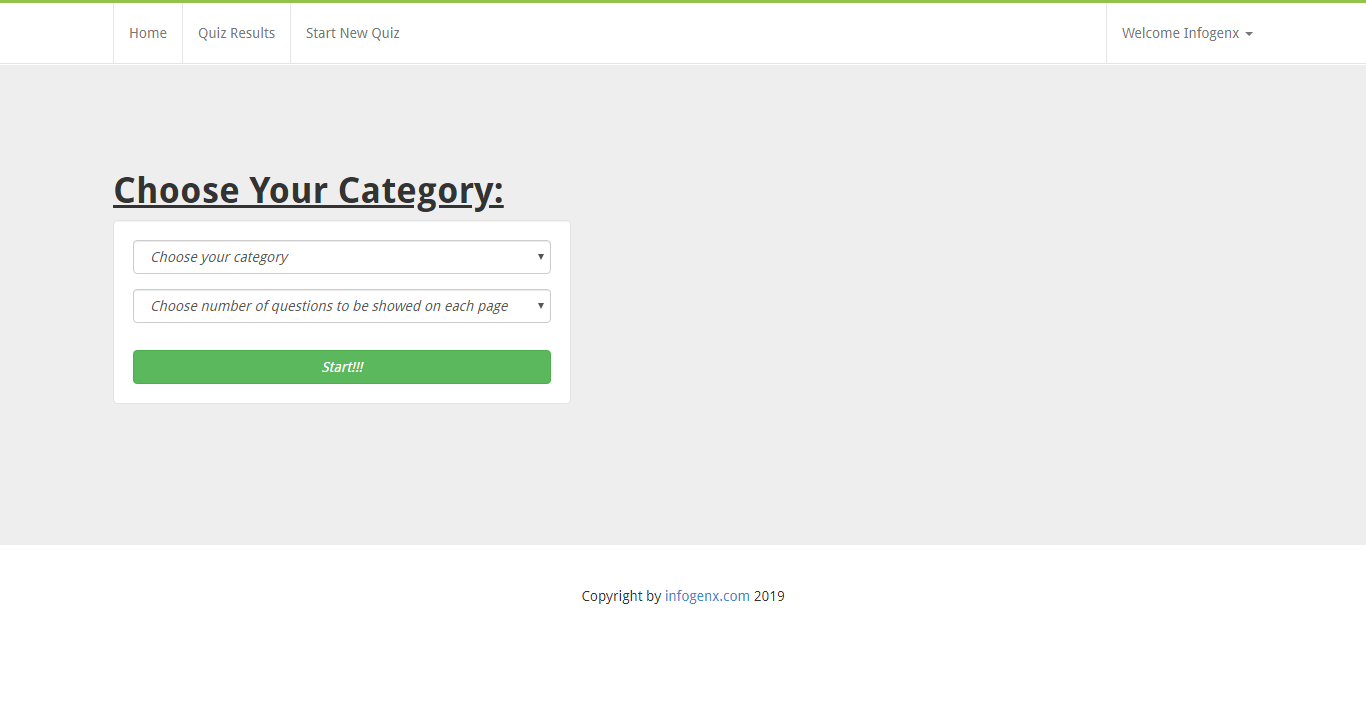 Home Quiz Results Start New Quiz Welcome Infogenx
Choose Your Category:
Choose your category
Choose number of questions to be showed on each page
Start!!!
Copyright by infogenx.com 2019